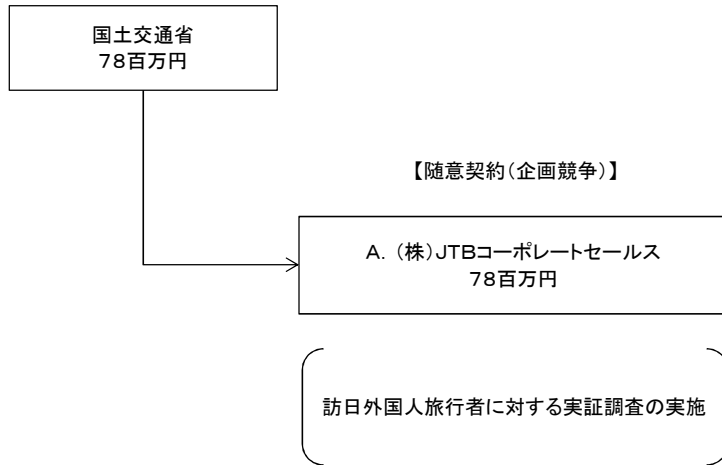 国土交通省
７８百万円
【随意契約（企画競争）】
Ａ．（株）ＪＴＢコーポレートセールス
７８百万円
訪日外国人旅行者に対する実証調査の実施